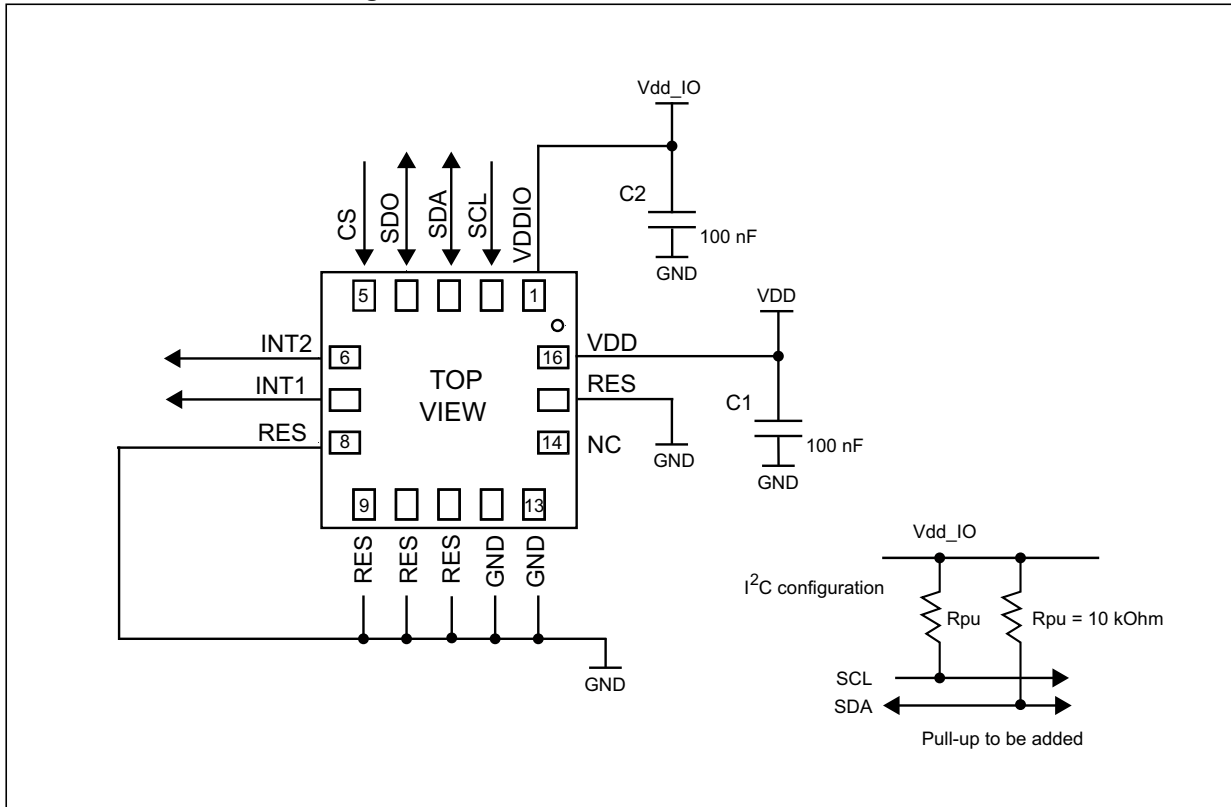 Vdd_IO
C2
100 nF
GND
CS
SDO
SDA
SCL
VDDIO
5
1
VDD
INT2
6
16
VDD
INT1
TOP
VIEW
RES
C1
RES
8
14
NC
GND
100 nF
GND
9
13
RES
RES
RES
GND
GND
GND
Vdd_IO
I2C configuration
Rpu
Rpu = 10 kOhm
SCL
SDA
Pull-up to be added